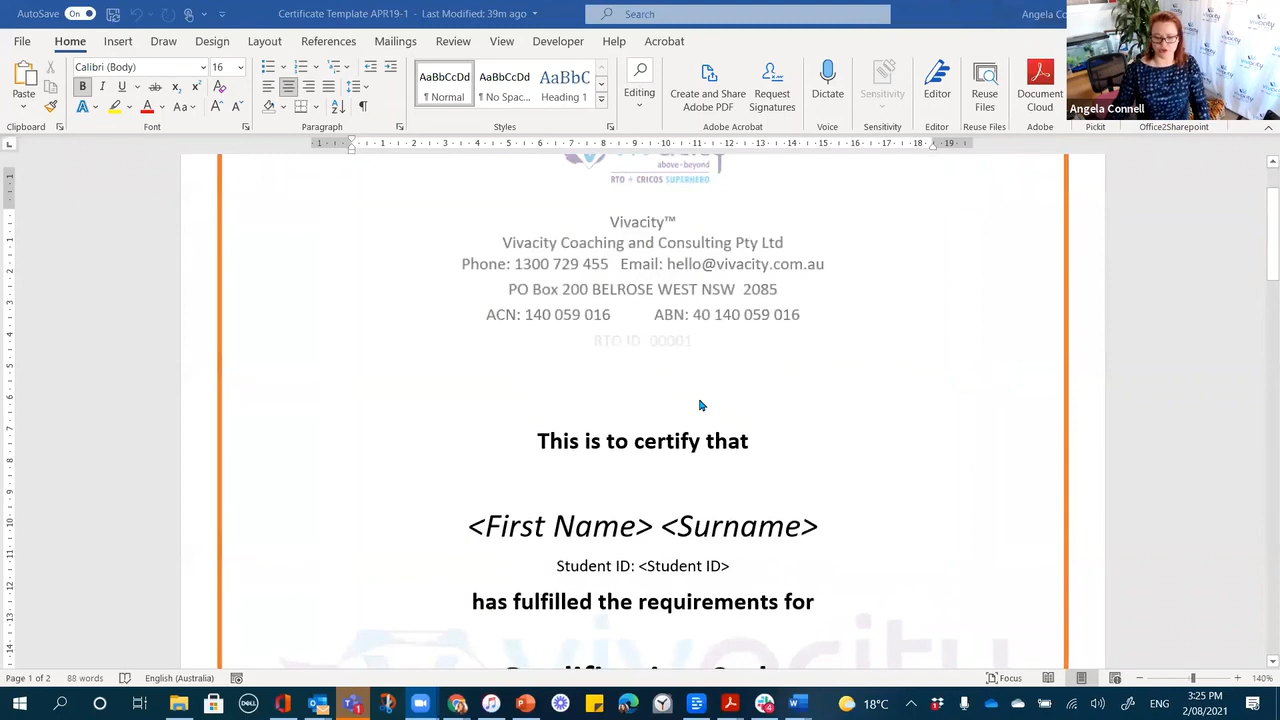 AutoSave On Certificate Template APR19-1 Last Modified: 39m ago Search Angela Co
File Home Insert Draw Design Layout References Mailings Review View Developer Help Acrobat
Paste Calibri (Body) 16 AaBbCcDd AaBbCcDd AaBbC Editing Create and Share Request Dictate Sensitivity Editor Reuse Document
¶ Normal ¶ No Spac... Heading 1 Adobe PDF Signatures Files Cloud
Clipboard Font Paragraph Styles Adobe Acrobat Voice Sensitivity Editor Reuse Files Adobe Pickit Office2Sharepoint
Angela Connell
above·beyond
RTO + CRICOS SUPERHERO
Vivacity™
Vivacity Coaching and Consulting Pty Ltd
Phone: 1300 729 455 Email: hello@vivacity.com.au
PO Box 200 BELROSE WEST NSW 2085
ACN: 140 059 016 ABN: 40 140 059 016
RTO ID 00001
This is to certify that
<First Name> <Surname>
Student ID: <Student ID>
has fulfilled the requirements for
vivacity
Page 1 of 2 88 words English (Australia) Focus 140%
18°C ENG 3:25 PM
2/08/2021